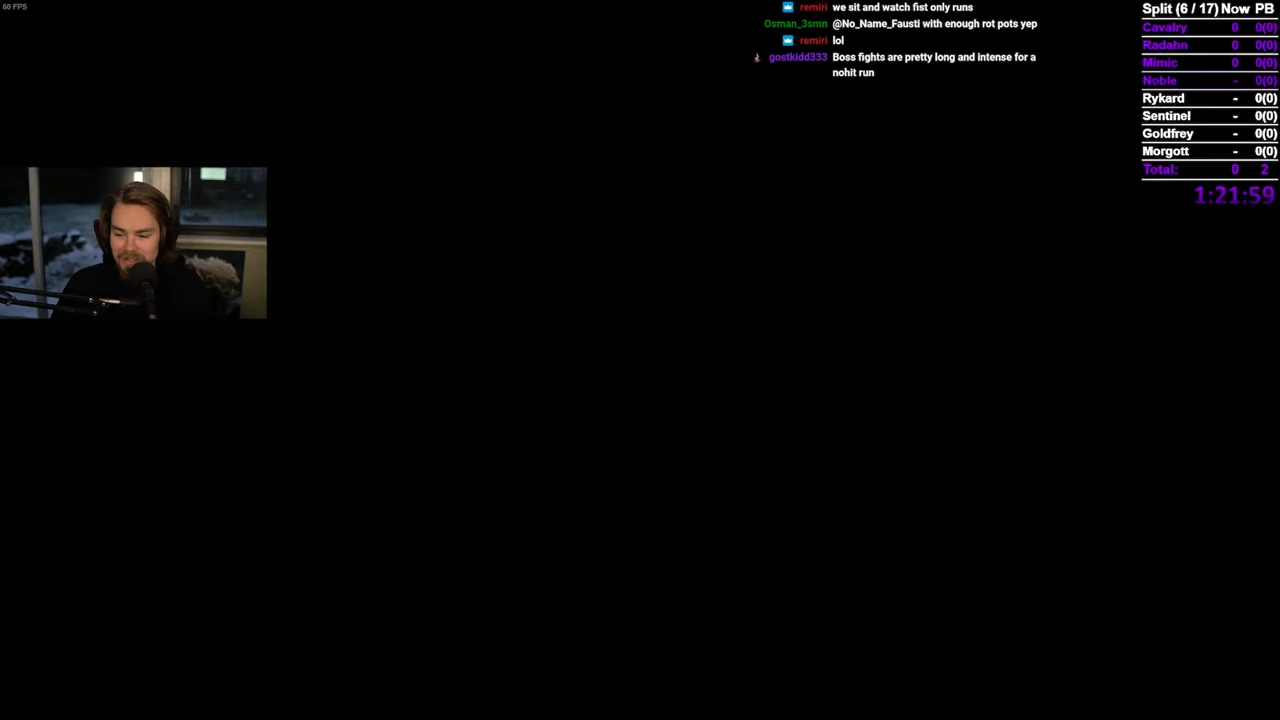 60 FPS
remiri we sit and watch fist only runs
Osman_3smn @No_Name_Fausti with enough rot pots yep
remiri lol
gostkidd333 Boss fights are pretty long and intense for a
nohit run
Split (6 / 17) Now PB
Cavalry 0 0(0)
Radahn 0 0(0)
Mimic 0 0(0)
Noble - 0(0)
Rykard - 0(0)
Sentinel - 0(0)
Goldfrey - 0(0)
Morgott - 0(0)
Total: 0 2
1:21:59